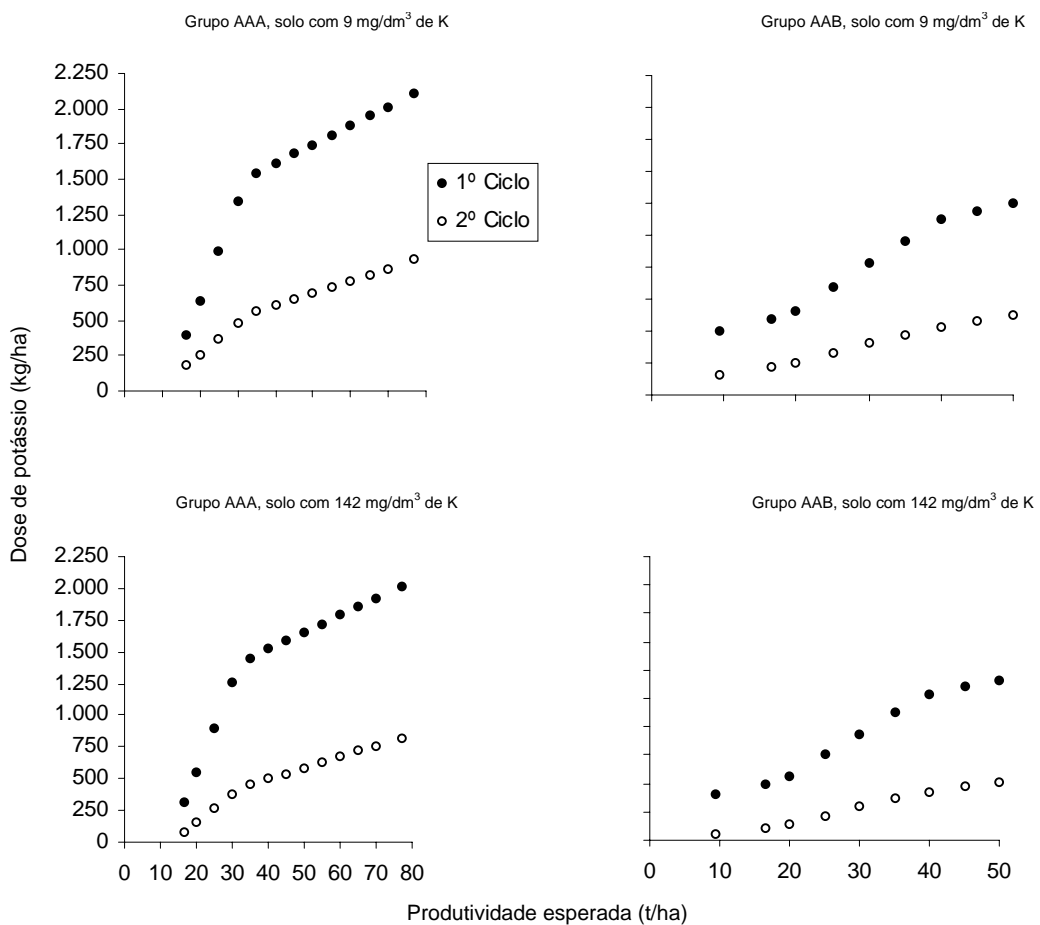 Grupo AAA, solo com 9 mg/dm³ de K
Grupo AAB, solo com 9 mg/dm³ de K
2.250
2.000
1.750
1.500
1.250
1.000
750
500
250
0
1º Ciclo
2º Ciclo
Dose de potássio (kg/ha)
Grupo AAA, solo com 142 mg/dm³ de K
Grupo AAB, solo com 142 mg/dm³ de K
2.250
2.000
1.750
1.500
1.250
1.000
750
500
250
0
0 10 20 30 40 50 60 70 80
0 10 20 30 40 50
Produtividade esperada (t/ha)